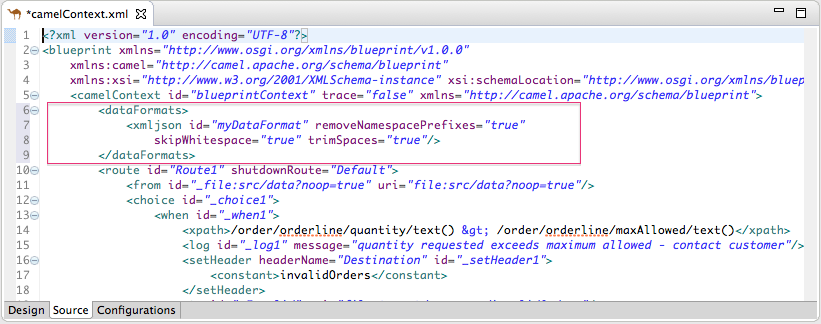 *camelContext.xml
1 <?xml version="1.0" encoding="UTF-8"?>
2 <blueprint xmlns="http://www.osgi.org/xmlns/blueprint/v1.0.0"
3 xmlns:camel="http://camel.apache.org/schema/blueprint"
4 xmlns:xsi="http://www.w3.org/2001/XMLSchema-instance" xsi:schemaLocation="http://www.osgi.org/xmlns/bluep
5 <camelContext id="blueprintContext" trace="false" xmlns="http://camel.apache.org/schema/blueprint">
6 <dataFormats>
7 <xmljson id="myDataFormat" removeNamespacePrefixes="true"
8 skipWhitespace="true" trimSpaces="true"/>
9 </dataFormats>
10 <route id="Route1" shutdownRoute="Default">
11 <from id="_file:src/data?noop=true" uri="file:src/data?noop=true"/>
12 <choice id="_choice1">
13 <when id="_when1">
14 <xpath>/order/orderline/quantity/text() &gt; /order/orderline/maxAllowed/text()</xpath>
15 <log id="_log1" message="quantity requested exceeds maximum allowed - contact customer"/>
16 <setHeader headerName="Destination" id="_setHeader1">
17 <constant>invalidOrders</constant>
18 </setHeader>
Design Source Configurations